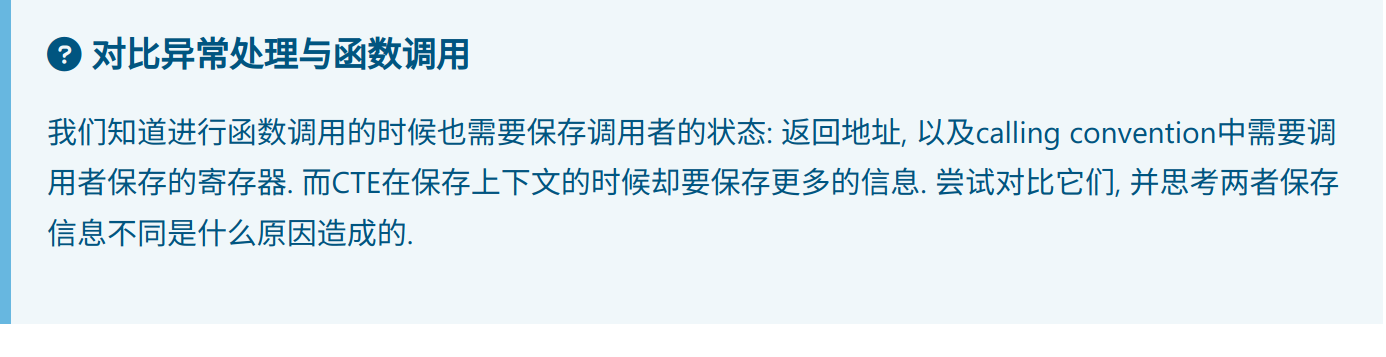 ? 对比异常处理与函数调用
我们知道进行函数调用的时候也需要保存调用者的状态: 返回地址, 以及calling convention中需要调
用者保存的寄存器. 而CTE在保存上下文的时候却要保存更多的信息. 尝试对比它们, 并思考两者保存
信息不同是什么原因造成的.